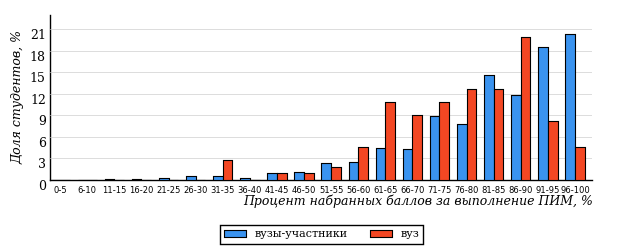 Доля студентов, %
21
18
15
12
9
6
3
0
0-5 6-10 11-15 16-20 21-25 26-30 31-35 36-40 41-45 46-50 51-55 56-60 61-65 66-70 71-75 76-80 81-85 86-90 91-95 96-100
Процент набранных баллов за выполнение ПИМ, %
вузы-участники вуз